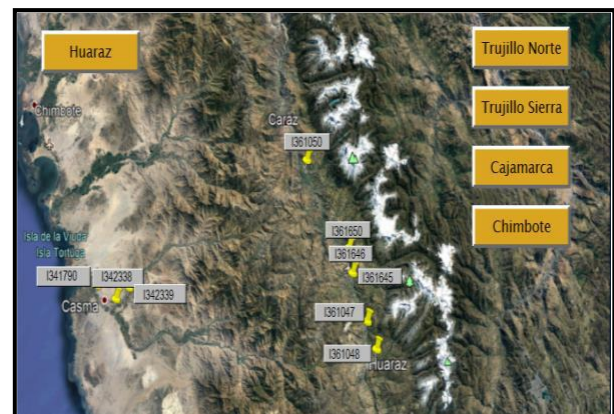 Huaraz
Trujillo Norte
Trujillo Sierra
Cajamarca
Chimbote
Chimbote
Caraz
I361050
Isla de la Viuda
Isla Tortuga
I361650
I361646
I361645
I341790
I342338
I342339
Casma
I361047
I361048
Huaraz